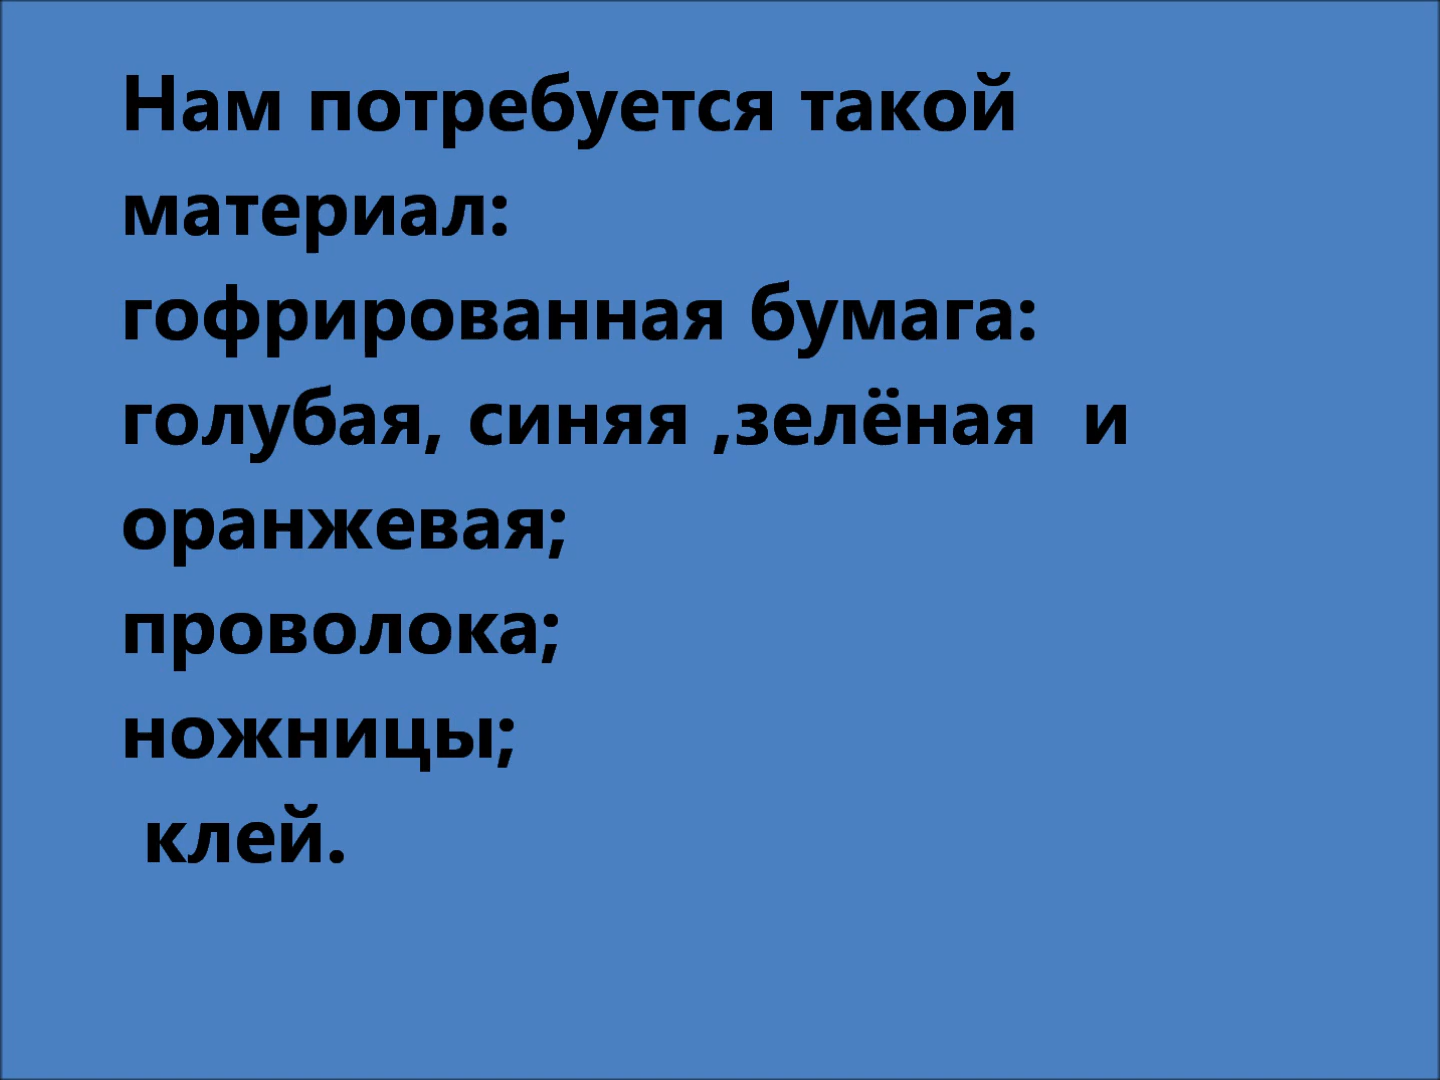 Нам потребуется такой
материал:
гофрированная бумага:
голубая, синяя ,зелёная  и
оранжевая;
проволока;
ножницы;
клей.